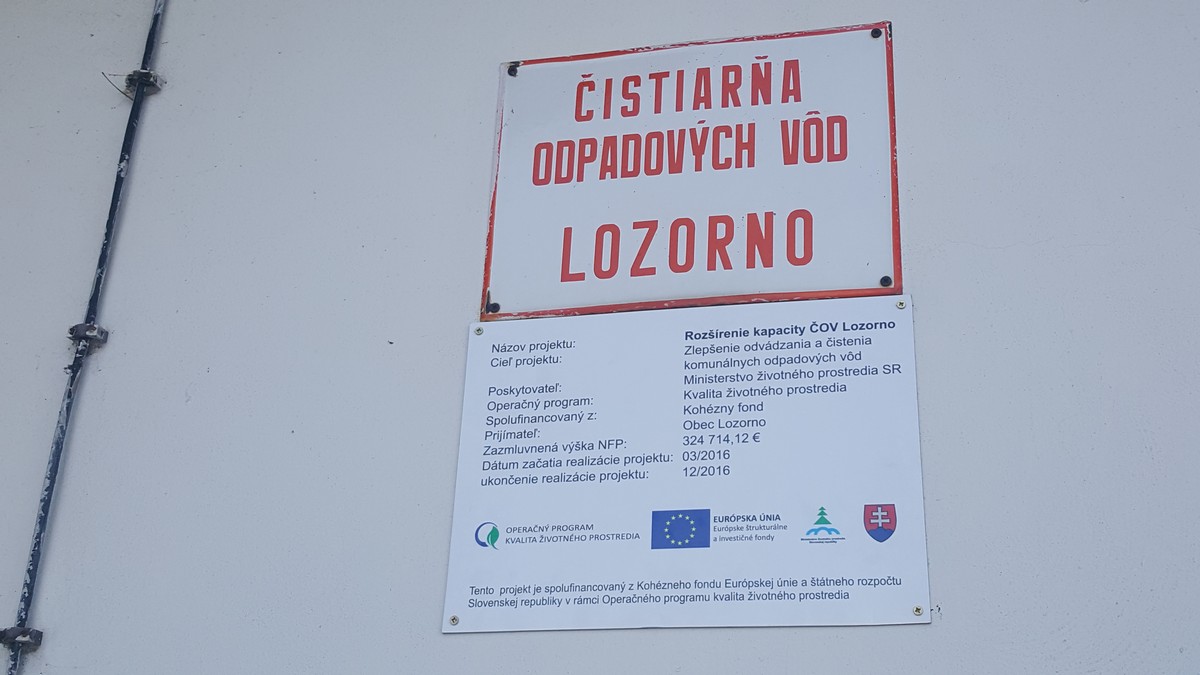 ČISTIARŇA
ODPADOVÝCH VÔD
LOZORNO
Názov projektu: Rozšírenie kapacity ČOV Lozorno
Cieľ projektu: Zlepšenie odvádzania a čistenia
komunálnych odpadových vôd
Poskytovateľ: Ministerstvo životného prostredia SR
Operačný program: Kvalita životného prostredia
Spolufinancovaný z: Kohézny fond
Prijímateľ: Obec Lozorno
Zazmluvnená výška NFP: 324 714,12 €
Dátum začatia realizácie projektu: 03/2016
ukončenie realizácie projektu: 12/2016
OPERAČNÝ PROGRAM
KVALITA ŽIVOTNÉHO PROSTREDIA
EURÓPSKA ÚNIA
Európske štrukturálne
a investičné fondy
Tento projekt je spolufinancovaný z Kohézneho fondu Európskej únie a štátneho rozpočtu
Slovenskej republiky v rámci Operačného programu kvalita životného prostredia